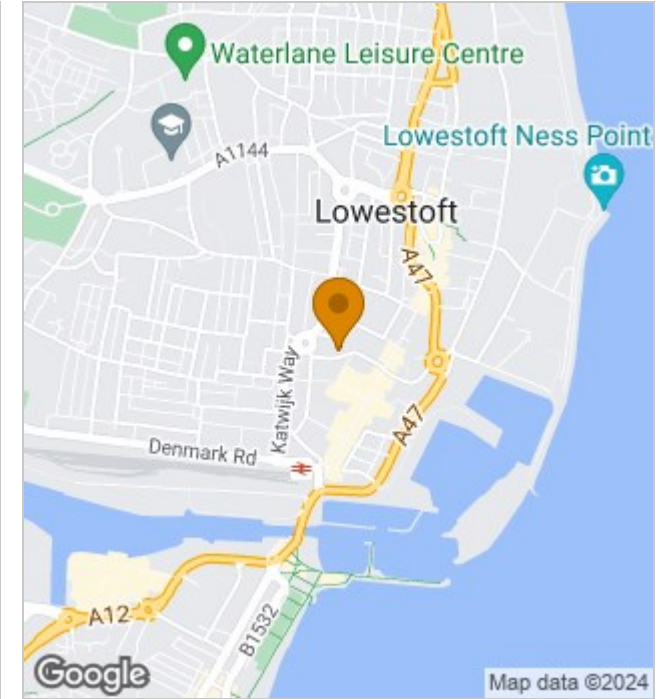 Waterlane Leisure Centre
Lowestoft Ness Point
A1144
Lowestoft
A47
Katwijk Way
A47
Denmark Rd
A12
B1532
Google
Map data ©2024